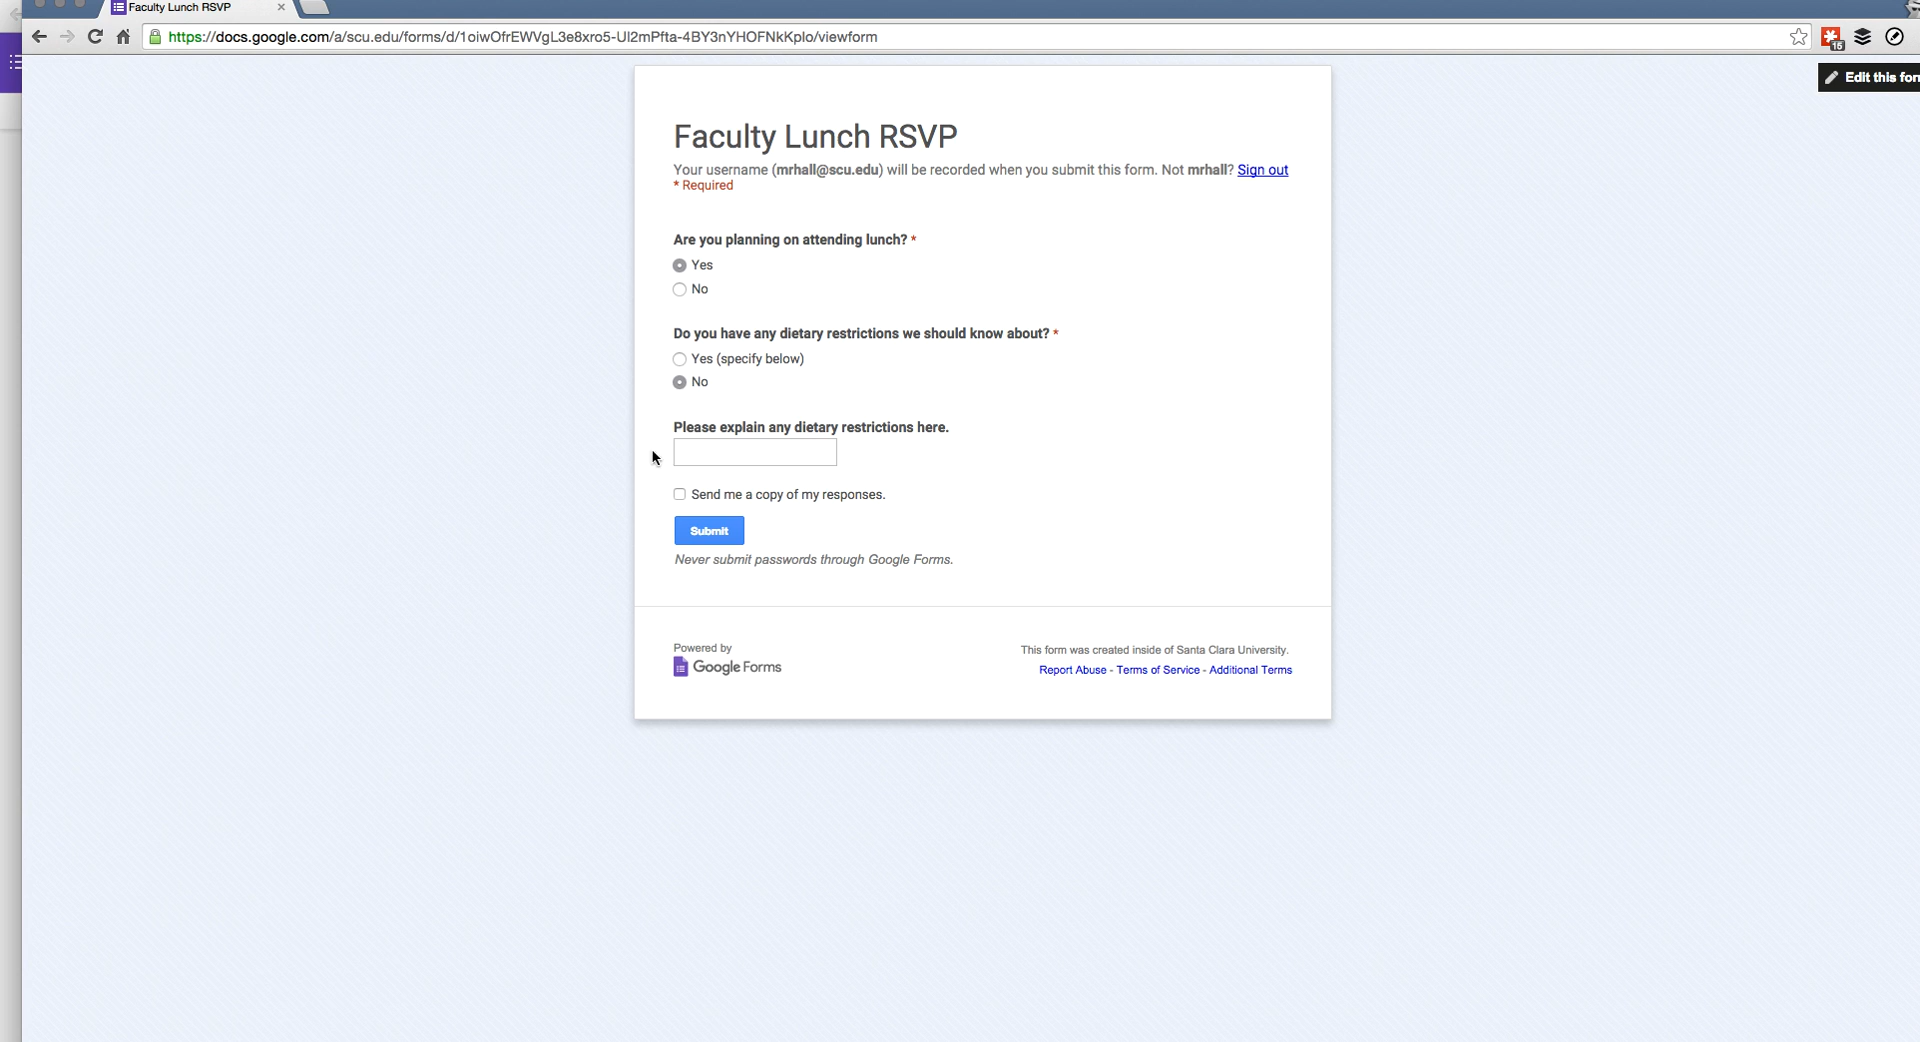 Faculty Lunch RSVP
https://docs.google.com/a/scu.edu/forms/d/1oiwOfrEWVgL3e8xro5-UI2mPfta-4BY3nYHOFNkKplo/viewform
15
Edit this for
Faculty Lunch RSVP
Your username (mrhall@scu.edu) will be recorded when you submit this form. Not mrhall? Sign out
* Required
Are you planning on attending lunch? *
Yes
No
Do you have any dietary restrictions we should know about? *
Yes (specify below)
No
Please explain any dietary restrictions here.
Send me a copy of my responses.
Submit
Never submit passwords through Google Forms.
Powered by
Google Forms
This form was created inside of Santa Clara University.
Report Abuse - Terms of Service - Additional Terms